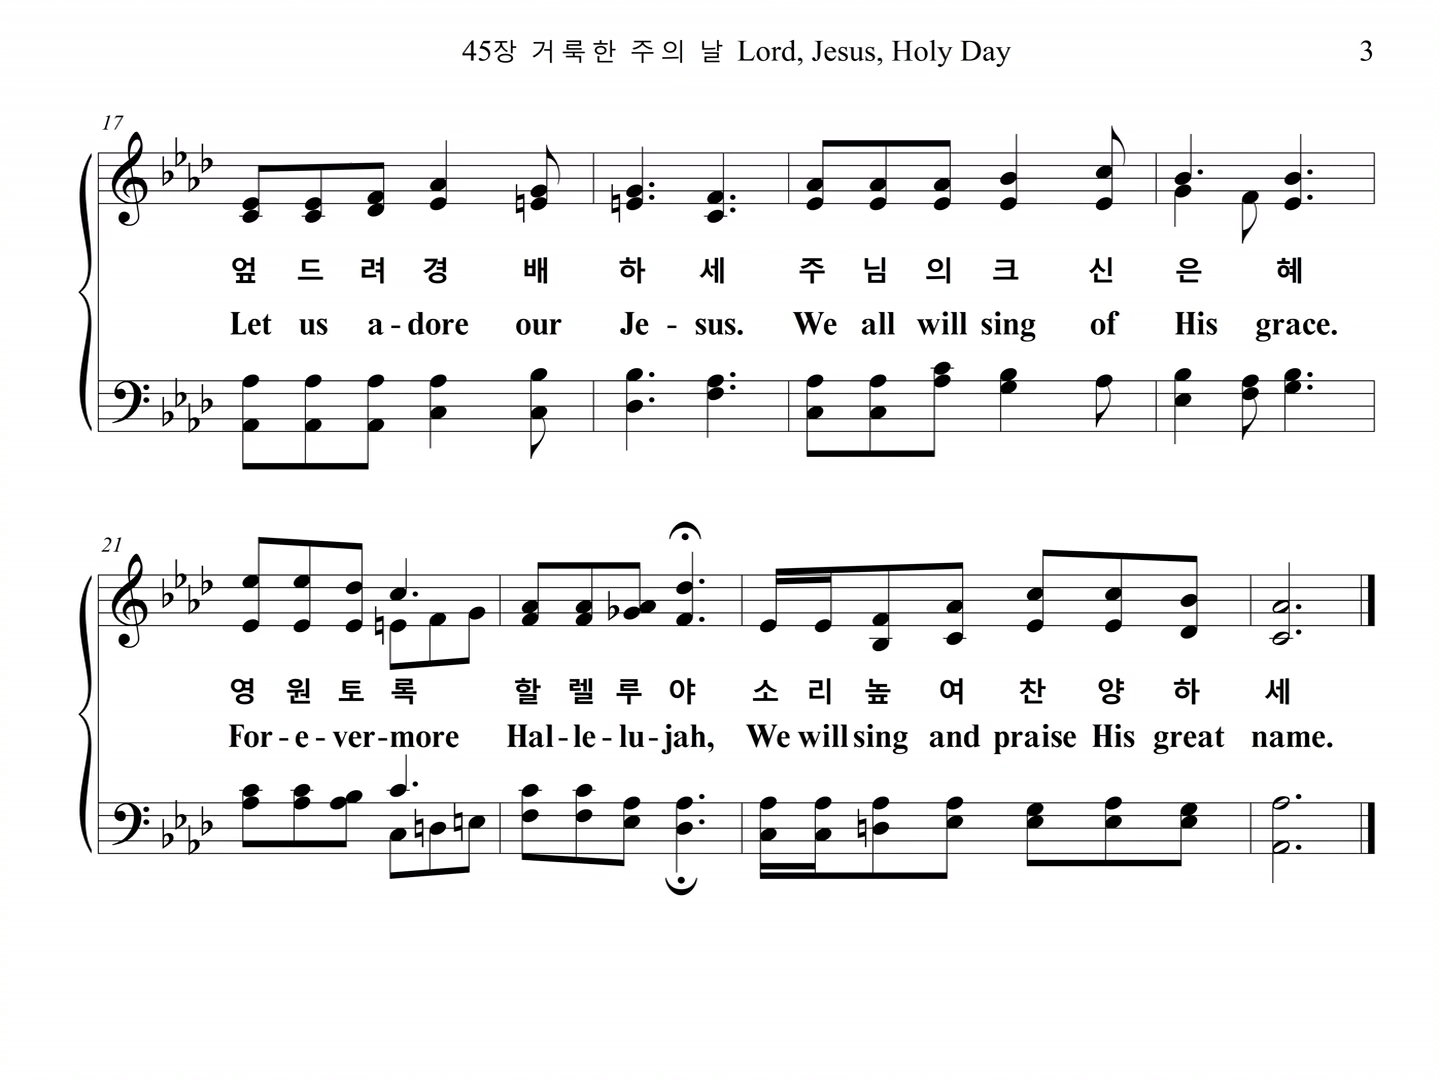 45장 거룩한 주의 날 Lord, Jesus, Holy Day 3
17
엎 드 려 경 배 하 세 주 님 의 크 신 은 혜
Let us a - dore our Je - sus. We all will sing of His grace.
21
영 원 토 록 할 렐 루 야 소 리 높 여 찬 양 하 세
For - e - ver - more Hal - le - lu - jah, We will sing and praise His great name.